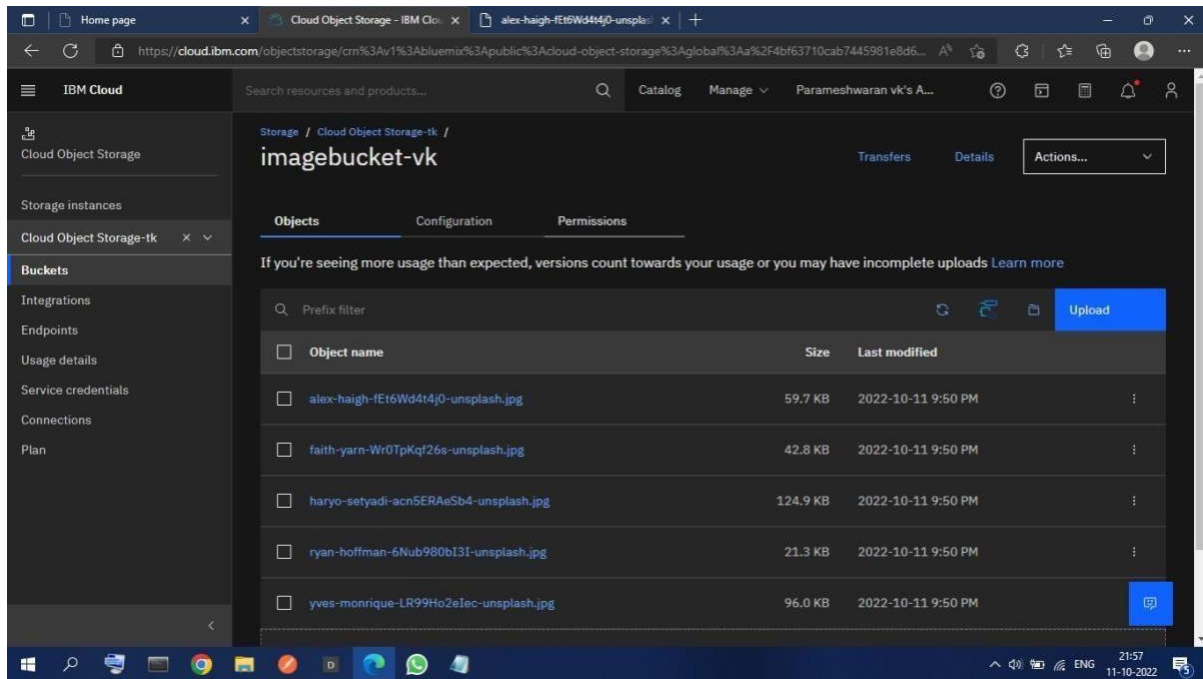 Home page
Cloud Object Storage - IBM Clou
alex-haigh-fEt6Wd4t4j0-unsplas
https://cloud.ibm.com/objectstorage/crn%3Av1%3Abluemix%3Apublic%3Acloud-object-storage%3Aglobal%3Aa%2F4bf63710cab7445981e8d6...
IBM Cloud
Search resources and products...
Catalog
Manage
Parameshwaran vk's A...
Cloud Object Storage
Storage instances
Cloud Object Storage-tk
Buckets
Integrations
Endpoints
Usage details
Service credentials
Connections
Plan
Storage / Cloud Object Storage-tk /
imagebucket-vk
Transfers
Details
Actions...
Objects
Configuration
Permissions
If you're seeing more usage than expected, versions count towards your usage or you may have incomplete uploads Learn more
Prefix filter
Upload
Object name Size Last modified
alex-haigh-fEt6Wd4t4j0-unsplash.jpg 59.7 KB 2022-10-11 9:50 PM
faith-yarn-Wr0TpKqf26s-unsplash.jpg 42.8 KB 2022-10-11 9:50 PM
haryo-setyadi-acn5ERAeSb4-unsplash.jpg 124.9 KB 2022-10-11 9:50 PM
ryan-hoffman-6Nub980bI3I-unsplash.jpg 21.3 KB 2022-10-11 9:50 PM
yves-monrique-LR99Ho2eIec-unsplash.jpg 96.0 KB 2022-10-11 9:50 PM
ENG
21:57
11-10-2022